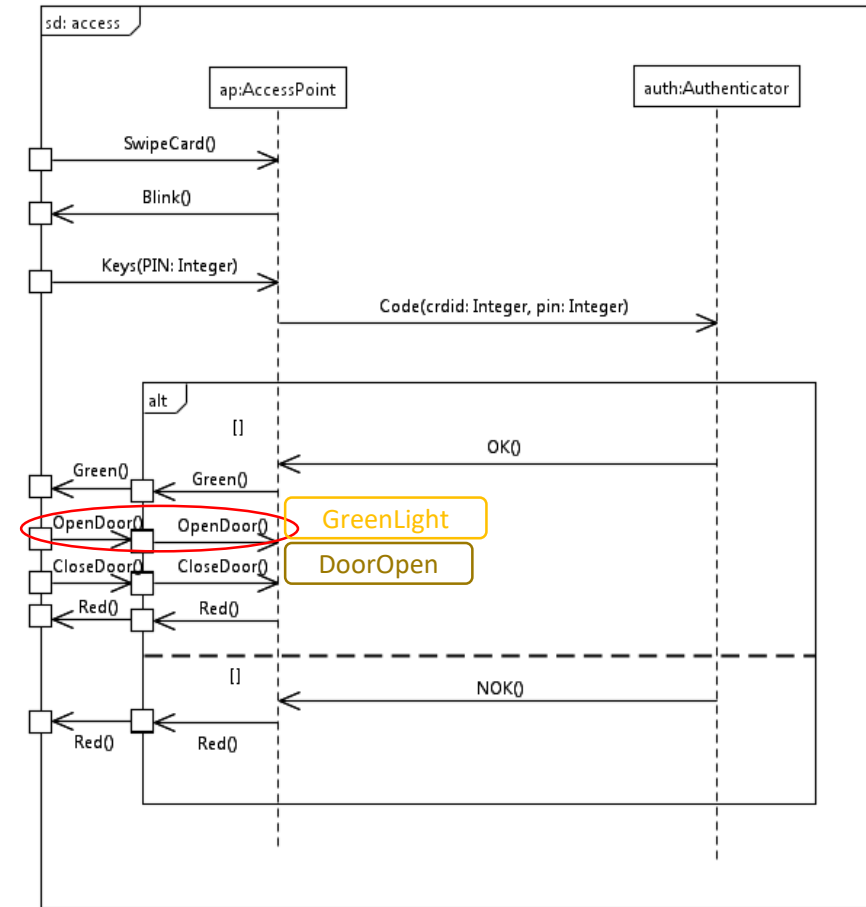 sd: access
ap:AccessPoint
auth:Authenticator
SwipeCard()
Blink()
Keys(PIN: Integer)
Code(crdid: Integer, pin: Integer)
alt
[]
OK()
Green()
Green()
GreenLight
OpenDoor()
OpenDoor()
DoorOpen
CloseDoor()
CloseDoor()
Red()
Red()
[]
NOK()
Red()
Red()